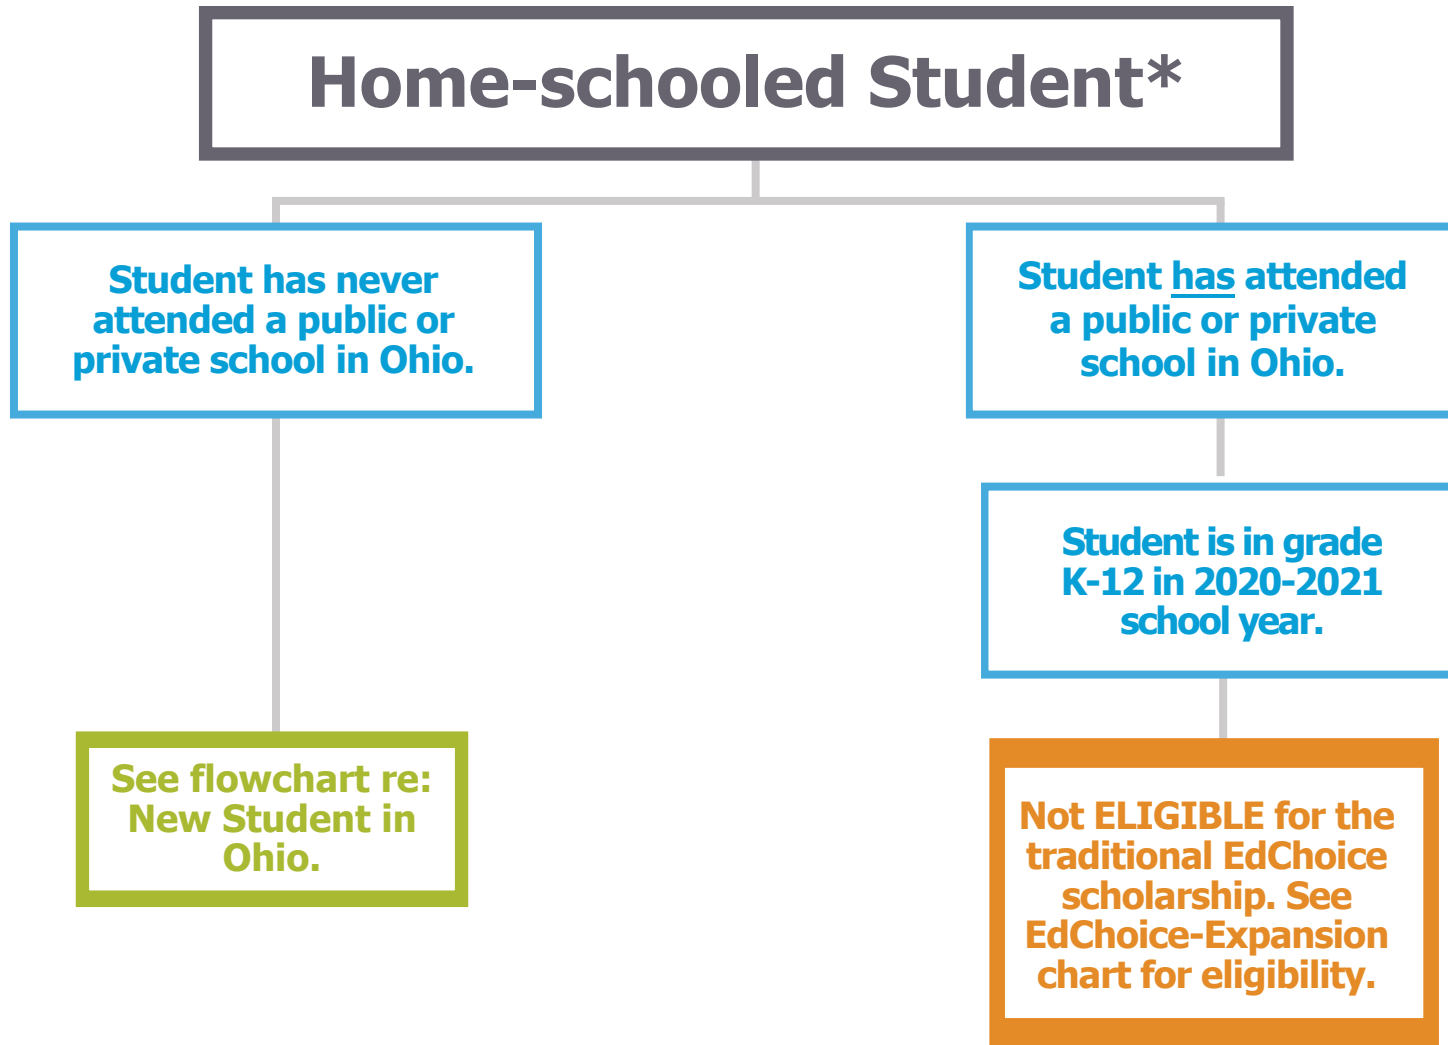 Home-schooled Student*
Student has never
attended a public or
private school in Ohio.
Student has attended
a public or private
school in Ohio.
Student is in grade
K-12 in 2020-2021
school year.
See flowchart re:
New Student in
Ohio.
Not ELIGIBLE for the
traditional EdChoice
scholarship. See
EdChoice-Expansion
chart for eligibility.